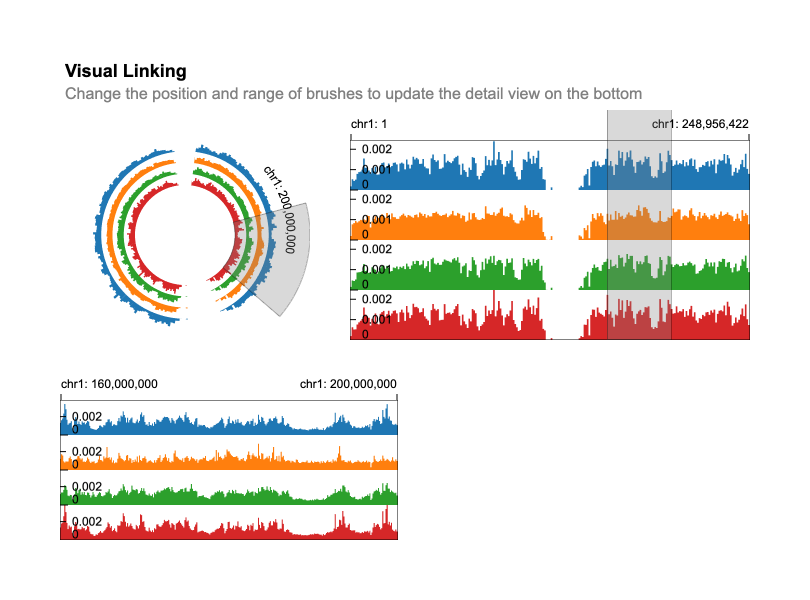 Visual Linking
Change the position and range of brushes to update the detail view on the bottom
chr1: 200,000,000
chr1: 1
chr1: 248,956,422
0.002
0.001
0
0.002
0.001
0
0.002
0.001
0
0.002
0.001
0
chr1: 160,000,000
chr1: 200,000,000
0.002
0
0.002
0
0.002
0
0.002
0